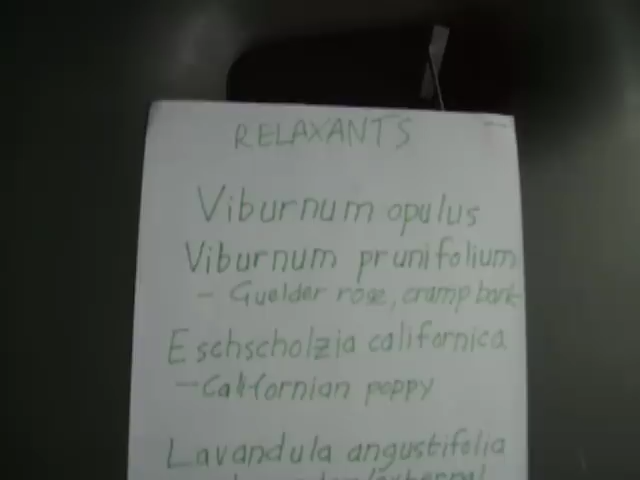 RELAXANTS
Viburnum opulus
Viburnum prunifolium
- Guelder rose, cramp bark
Eschscholzia californica
- Californian poppy
Lavandula angustifolia